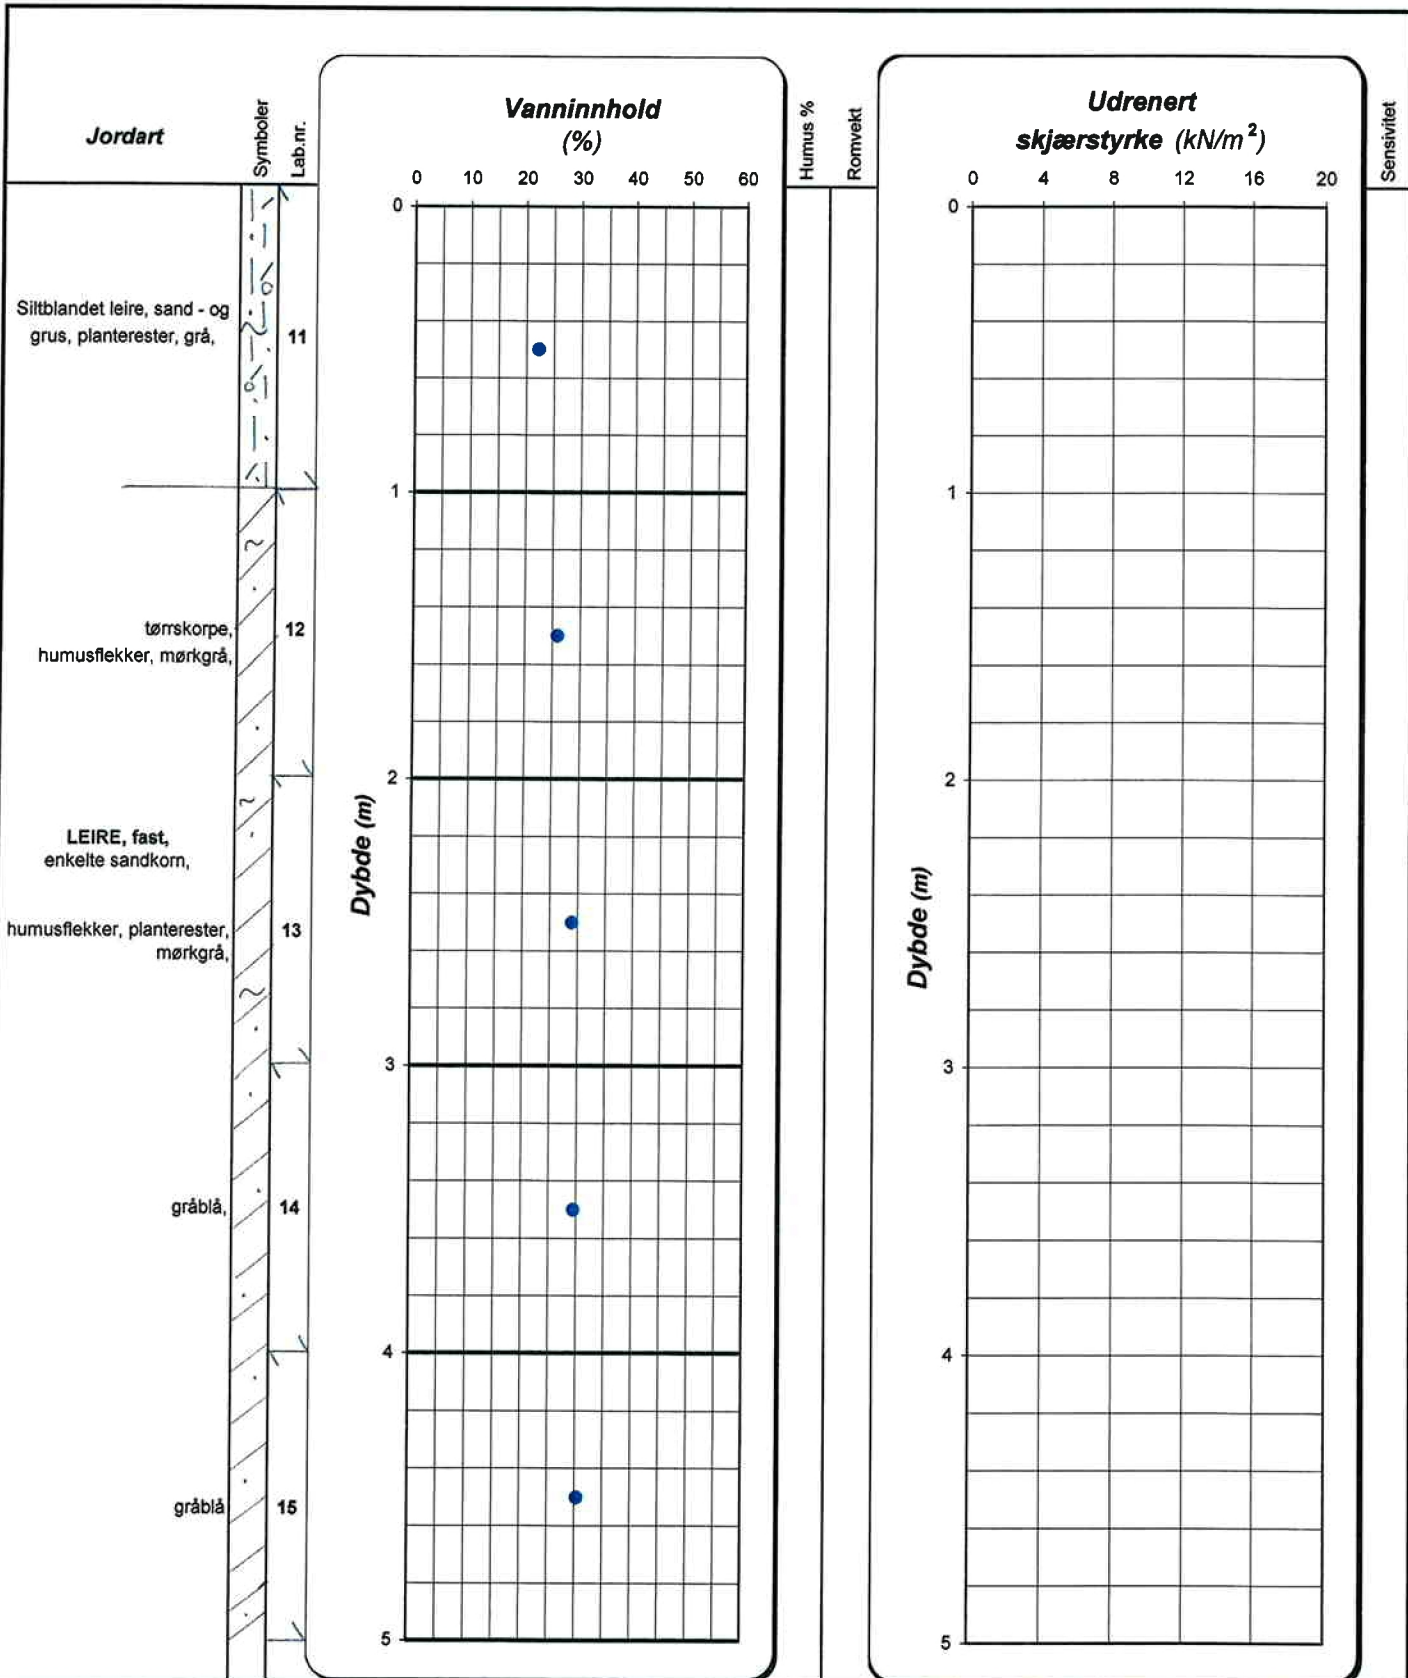 Jordart
Symboler
Lab.nr.
Vanninnhold
(%)
Humus %
Romvekt
Udrenert
skjærstyrke (kN/m²)
Sensivitet
0 10 20 30 40 50 60
0 4 8 12 16 20
0
1
2
3
4
5
Dybde (m)
0
1
2
3
4
5
Dybde (m)
Siltblandet leire, sand - og
grus, planterester, grå,
11
tørrskorpe,
humusflekker, mørkgrå,
12
LEIRE, fast,
enkelte sandkorn,
humusflekker, planterester,
mørkgrå,
13
gråblå,
14
gråblå
15